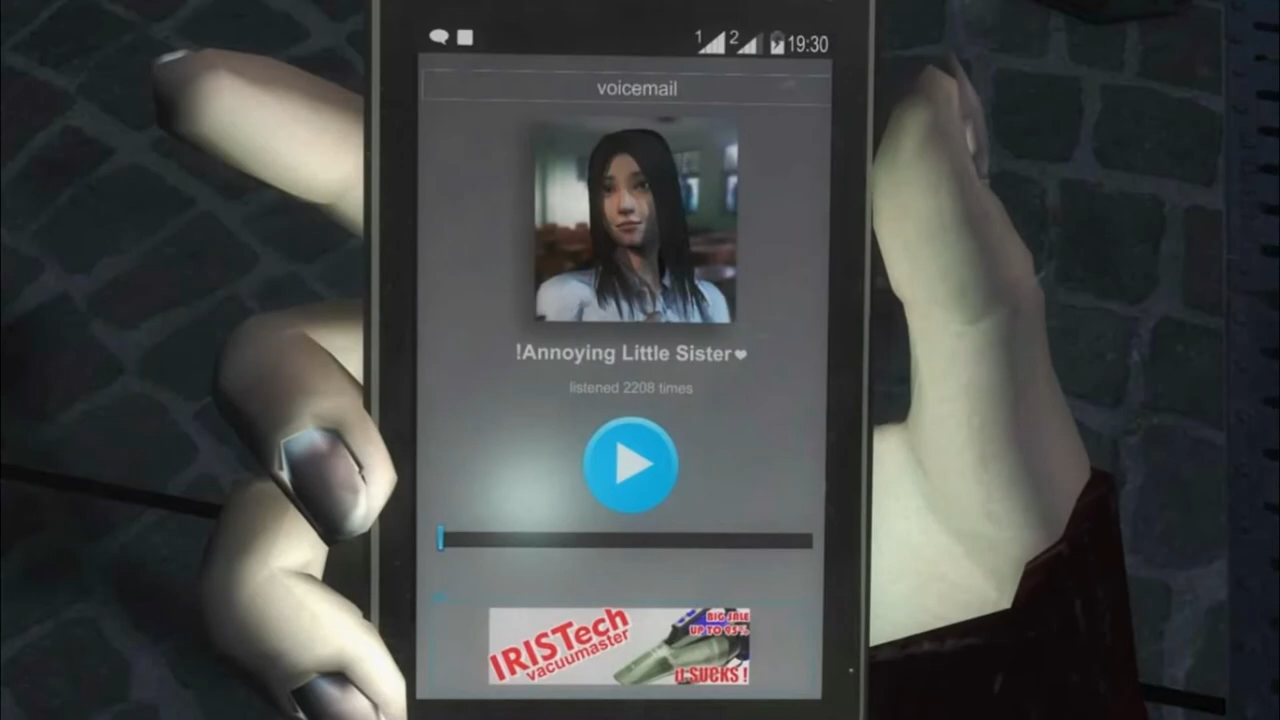 1 2 19:30
voicemail
!Annoying Little Sister❤
listened 2208 times
IRISTech
vacuumaster
BIG SALE
UP TO 95%
U SUCKS !